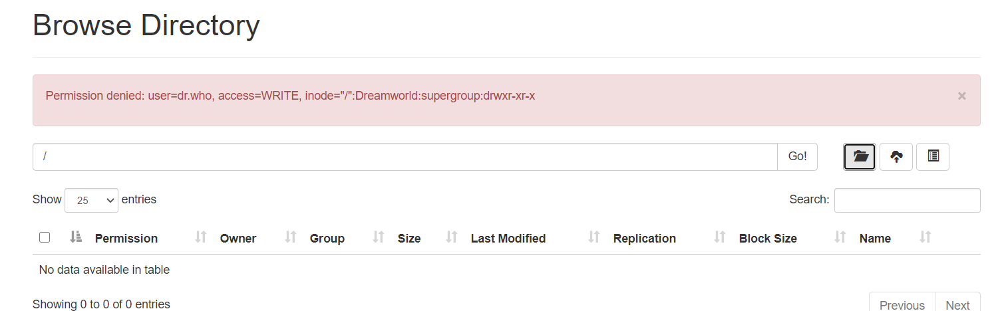 Browse Directory
Permission denied: user=dr.who, access=WRITE, inode="/":Dreamworld:supergroup:drwxr-xr-x
×
/
Go!
Show 25 entries
Search:
Permission Owner Group Size Last Modified Replication Block Size Name
No data available in table
Showing 0 to 0 of 0 entries
Previous Next